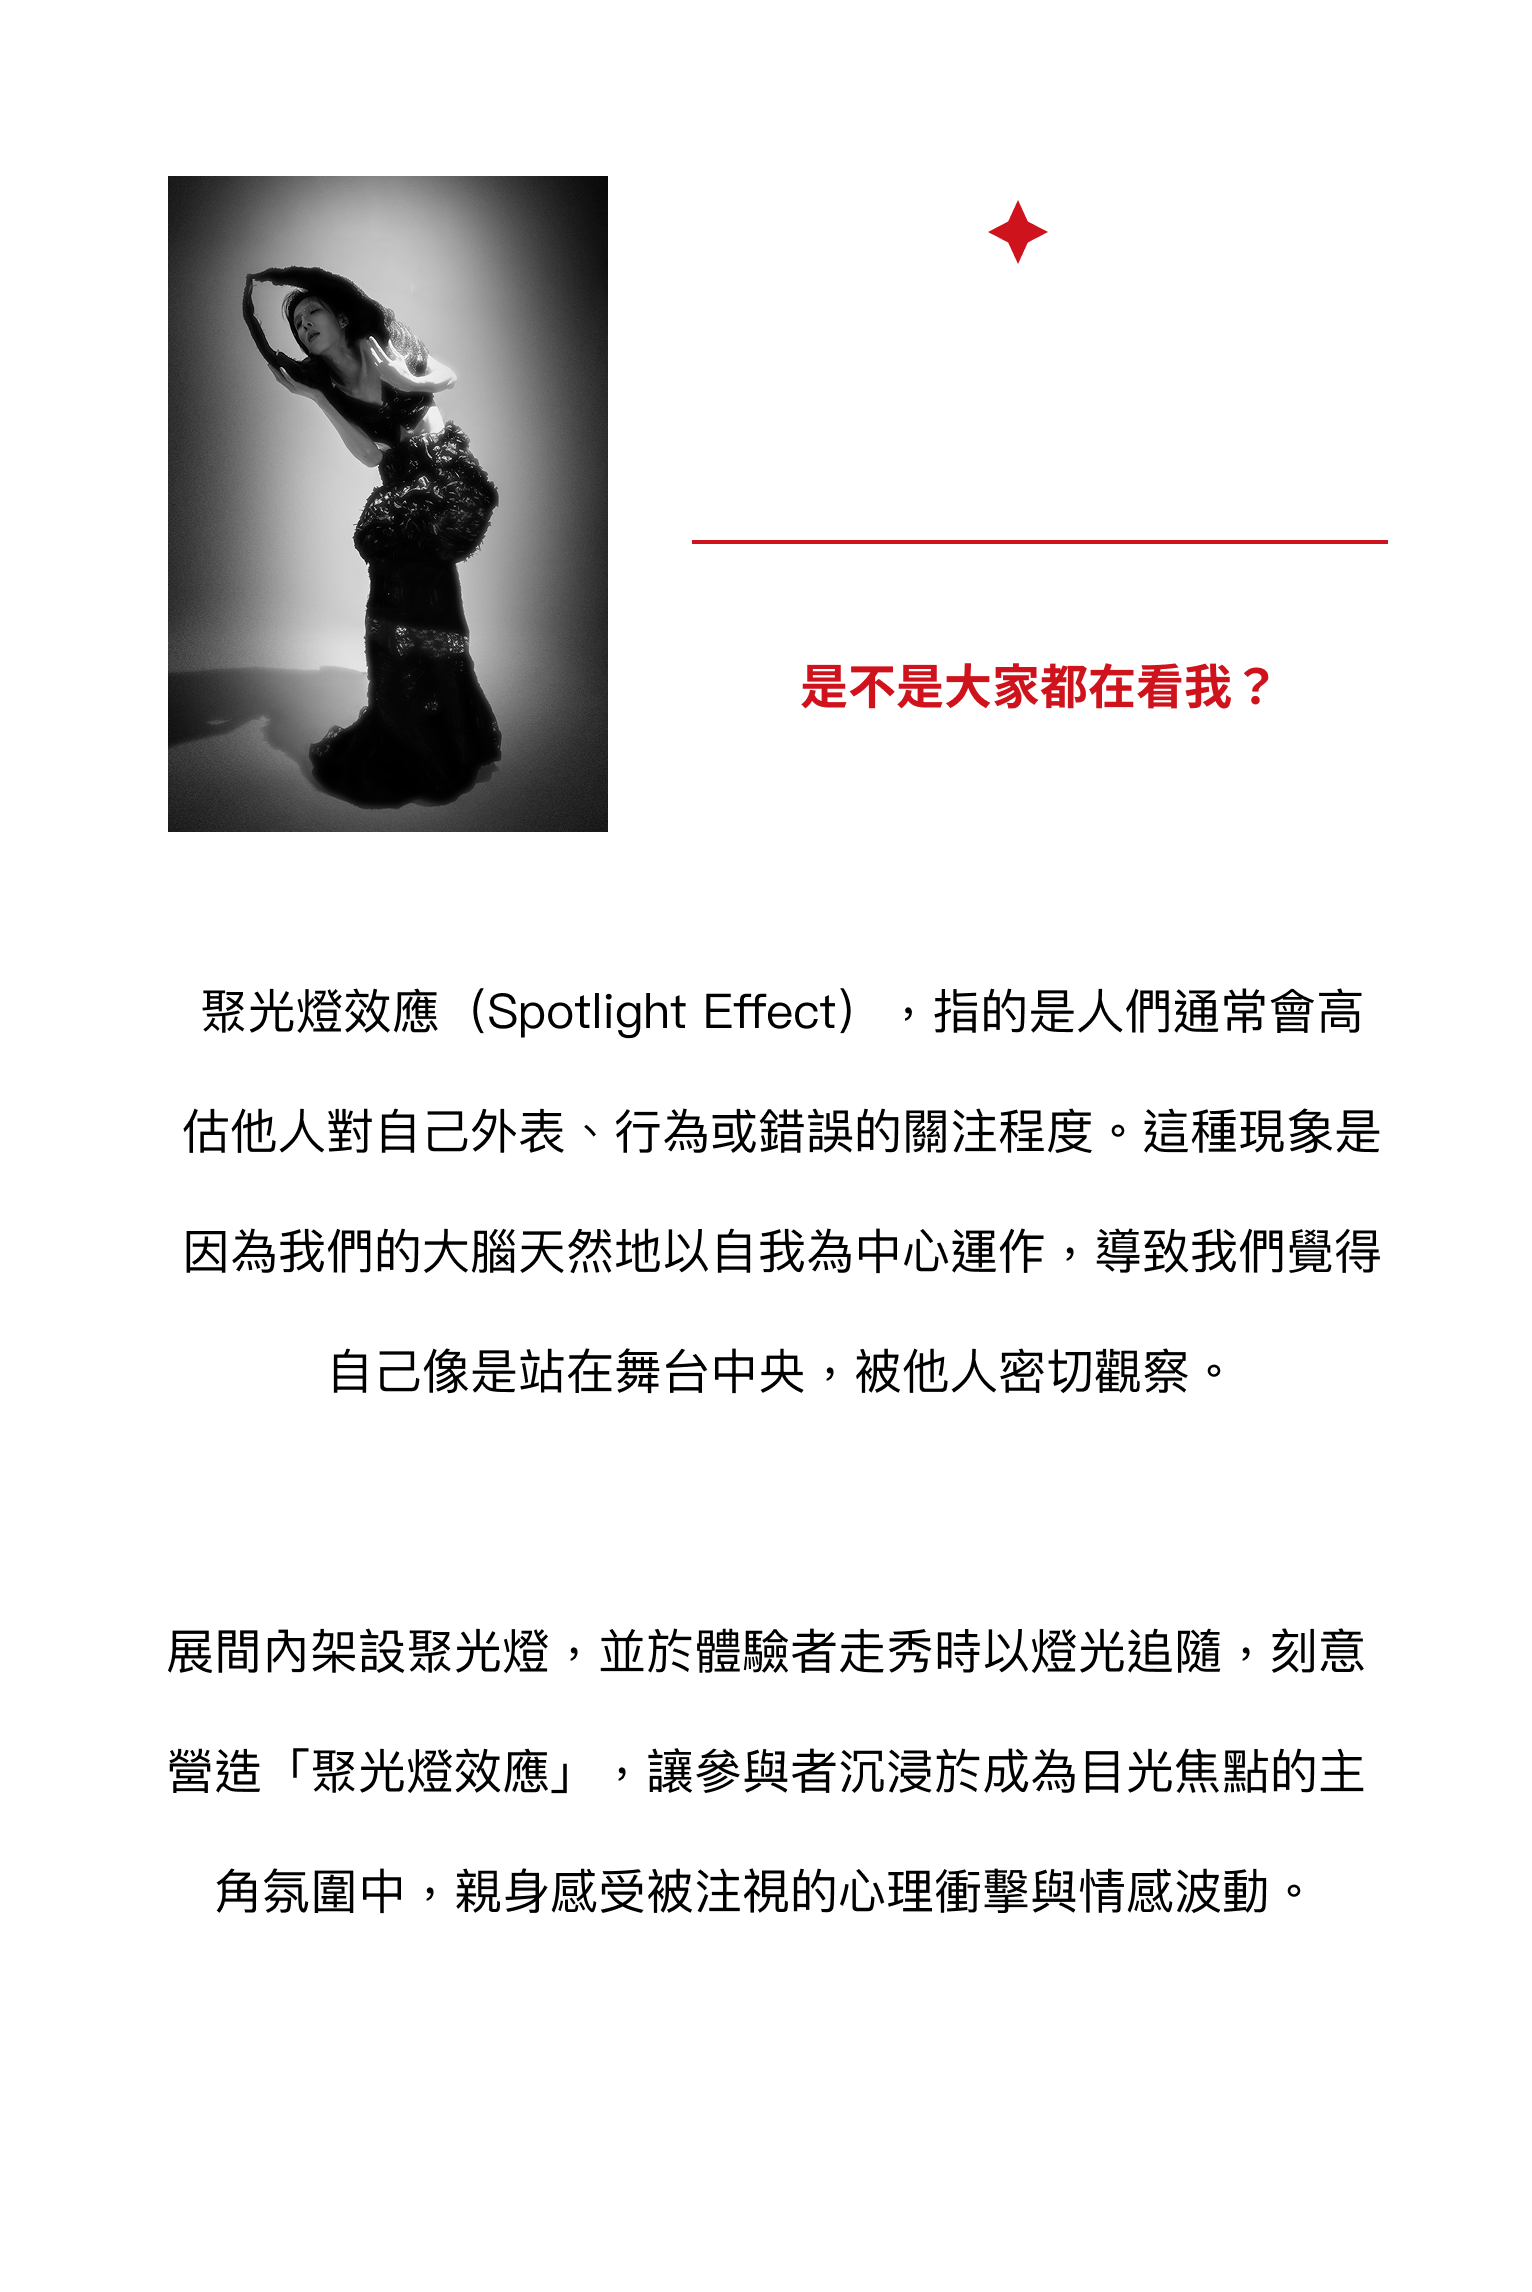 是不是大家都在看我？
聚光燈效應（Spotlight Effect），指的是人們通常會高
估他人對自己外表、行為或錯誤的關注程度。這種現象是
因為我們的大腦天然地以自我為中心運作，導致我們覺得
自己像是站在舞台中央，被他人密切觀察。
展間內架設聚光燈，並於體驗者走秀時以燈光追隨，刻意
營造「聚光燈效應」，讓參與者沉浸於成為目光焦點的主
角氛圍中，親身感受被注視的心理衝擊與情感波動。